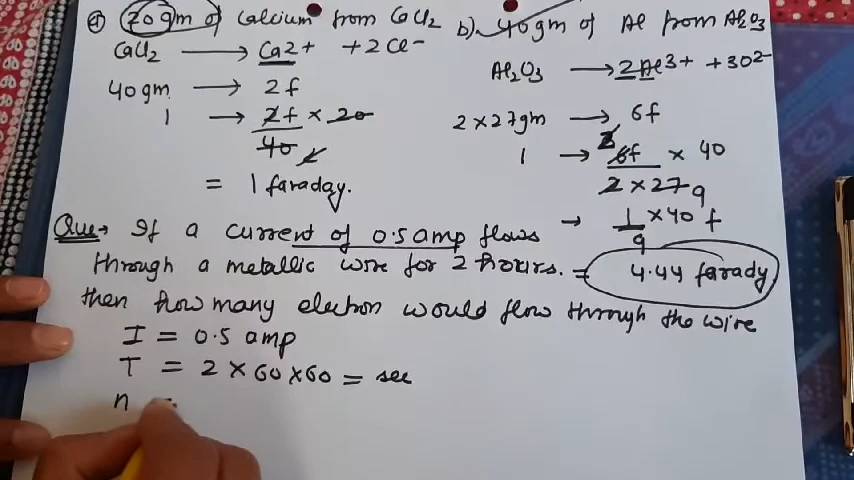 a) 20 gm of Calcium from CaCl2
CaCl2 ⟶ Ca2+ + 2Cl-
40 gm ⟶ 2f
1 ⟶ 2f × 20
40
= 1 faraday.
b) 40 gm of Al from Al2O3
Al2O3 ⟶ 2Al3+ + 3O2-
2×27gm ⟶ 6f
1 ⟶ 6f × 40
2 × 27 9
→ 1 ×40 f
9
= 4.44 farady
Que→ If a current of 0.5 amp flows
through a metallic wire for 2 hours.
then how many electron would flow through the wire
I = 0.5 amp
T = 2 × 60 × 60 = sec
n =